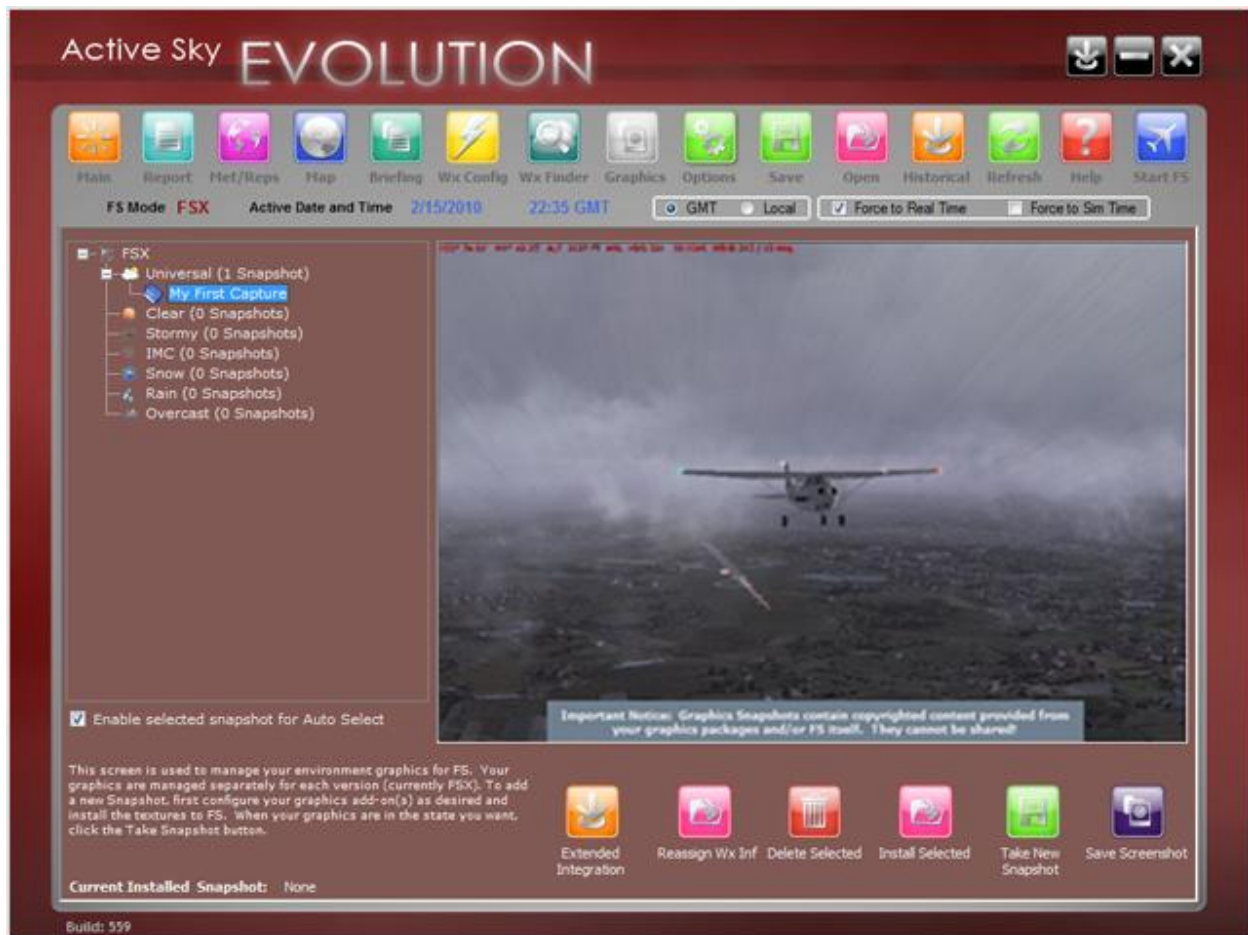 Active Sky EVOLUTION
Main Report Met/Reps Map Briefing Wx Config Wx Finder Graphics Options Save Open Historical Refresh Help Start FS
FS Mode FSX Active Date and Time 2/15/2010 22:35 GMT GMT Local Force to Real Time Force to Sim Time
FSX
Universal (1 Snapshot)
My First Capture
Clear (0 Snapshots)
Stormy (0 Snapshots)
IMC (0 Snapshots)
Snow (0 Snapshots)
Rain (0 Snapshots)
Overcast (0 Snapshots)
Enable selected snapshot for Auto Select
Important Notice: Graphics Snapshots contain copyrighted content provided from
your graphics packages and/or FS itself. They cannot be shared!
This screen is used to manage your environment graphics for FS. Your
graphics are managed separately for each version (currently FSX). To add
a new Snapshot, first configure your graphics add-on(s) as desired and
install the textures to FS. When your graphics are in the state you want,
click the Take Snapshot button.
Extended
Integration
Reassign Wx Inf
Delete Selected
Install Selected
Take New
Snapshot
Save Screenshot
Current Installed Snapshot: None
Build: 559